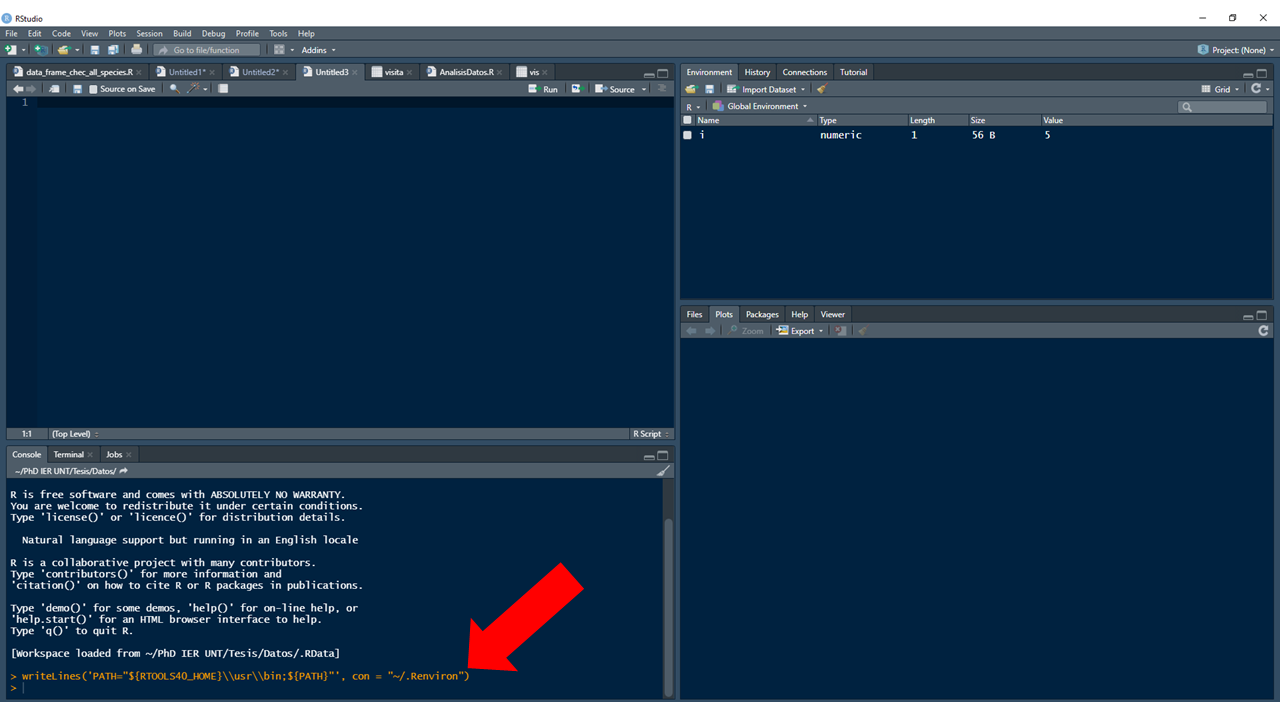 RStudio
File Edit Code View Plots Session Build Debug Profile Tools Help
Go to file/function Addins Project: (None)
data_frame_chec_all_species.R Untitled1* Untitled2* Untitled3 visita AnalisisDatos.R vis
Source on Save Run Source
1
1:1 (Top Level) R Script
Console Terminal Jobs
~/PhD IER UNT/Tesis/Datos/
R is free software and comes with ABSOLUTELY NO WARRANTY.
You are welcome to redistribute it under certain conditions.
Type 'license()' or 'licence()' for distribution details.
Natural language support but running in an English locale
R is a collaborative project with many contributors.
Type 'contributors()' for more information and
'citation()' on how to cite R or R packages in publications.
Type 'demo()' for some demos, 'help()' for on-line help, or
'help.start()' for an HTML browser interface to help.
Type 'q()' to quit R.
[Workspace loaded from ~/PhD IER UNT/Tesis/Datos/.RData]
> writeLines('PATH="${RTOOLS40_HOME}\\usr\\bin;${PATH}"', con = "~/.Renviron")
>
Environment History Connections Tutorial
Import Dataset Grid
R Global Environment
Name Type Length Size Value
i numeric 1 56 B 5
Files Plots Packages Help Viewer
Zoom Export